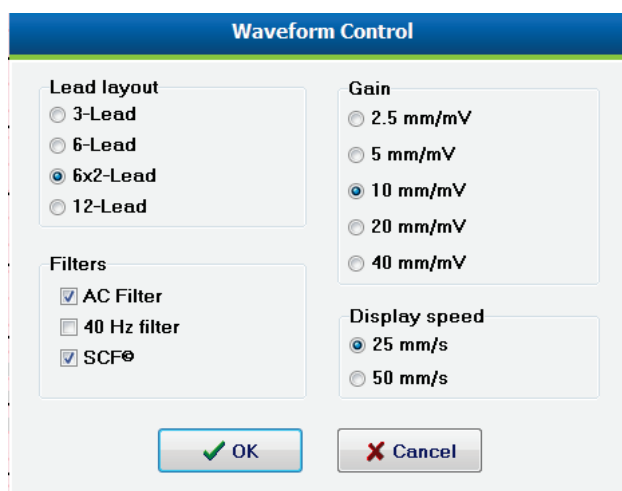 Waveform Control
Lead layout
3-Lead
6-Lead
6x2-Lead
12-Lead
Filters
AC Filter
40 Hz filter
SCF©
Gain
2.5 mm/mV
5 mm/mV
10 mm/mV
20 mm/mV
40 mm/mV
Display speed
25 mm/s
50 mm/s
OK
Cancel